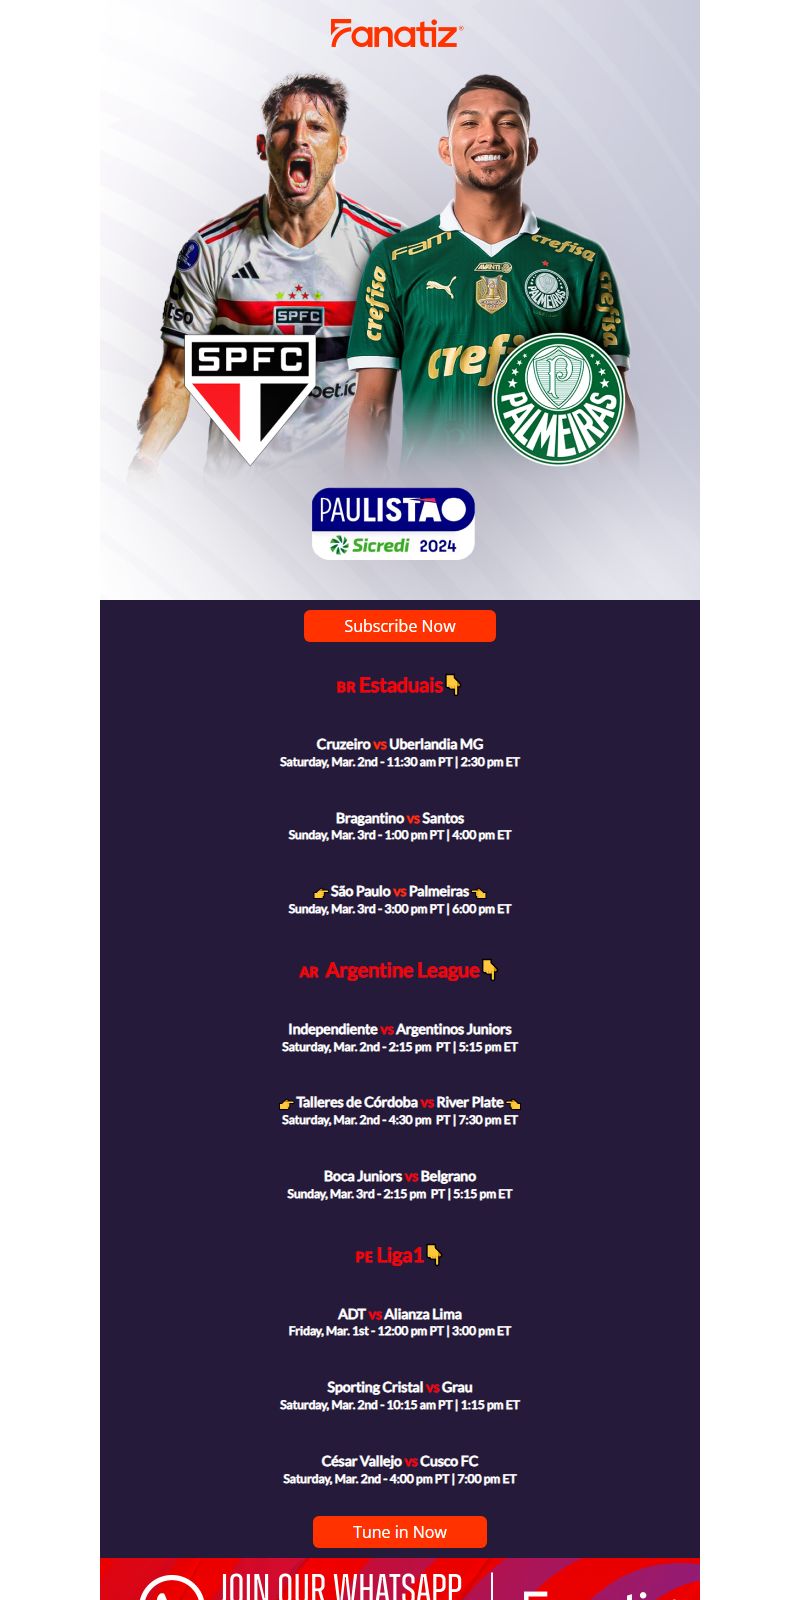 Fanatiz®
Fam crefisa
AVANTI
crefisa crefisa
PALMEIRAS
SPFC
SPFC
bet.
PALMEIRAS
PAULISTÃO
Sicredi 2024
Subscribe Now
BR Estaduais👇
Cruzeiro vs Uberlandia MG
Saturday, Mar. 2nd - 11:30 am PT | 2:30 pm ET
Bragantino vs Santos
Sunday, Mar. 3rd - 1:00 pm PT | 4:00 pm ET
👉 São Paulo vs Palmeiras 👈
Sunday, Mar. 3rd - 3:00 pm PT | 6:00 pm ET
AR Argentine League👇
Independiente vs Argentinos Juniors
Saturday, Mar. 2nd - 2:15 pm PT | 5:15 pm ET
👉 Talleres de Córdoba vs River Plate 👈
Saturday, Mar. 2nd - 4:30 pm PT | 7:30 pm ET
Boca Juniors vs Belgrano
Sunday, Mar. 3rd - 2:15 pm PT | 5:15 pm ET
PE Liga1👇
ADT vs Alianza Lima
Friday, Mar. 1st - 12:00 pm PT | 3:00 pm ET
Sporting Cristal vs Grau
Saturday, Mar. 2nd - 10:15 am PT | 1:15 pm ET
César Vallejo vs Cusco FC
Saturday, Mar. 2nd - 4:00 pm PT | 7:00 pm ET
Tune in Now
JOIN OUR WHATSAPP